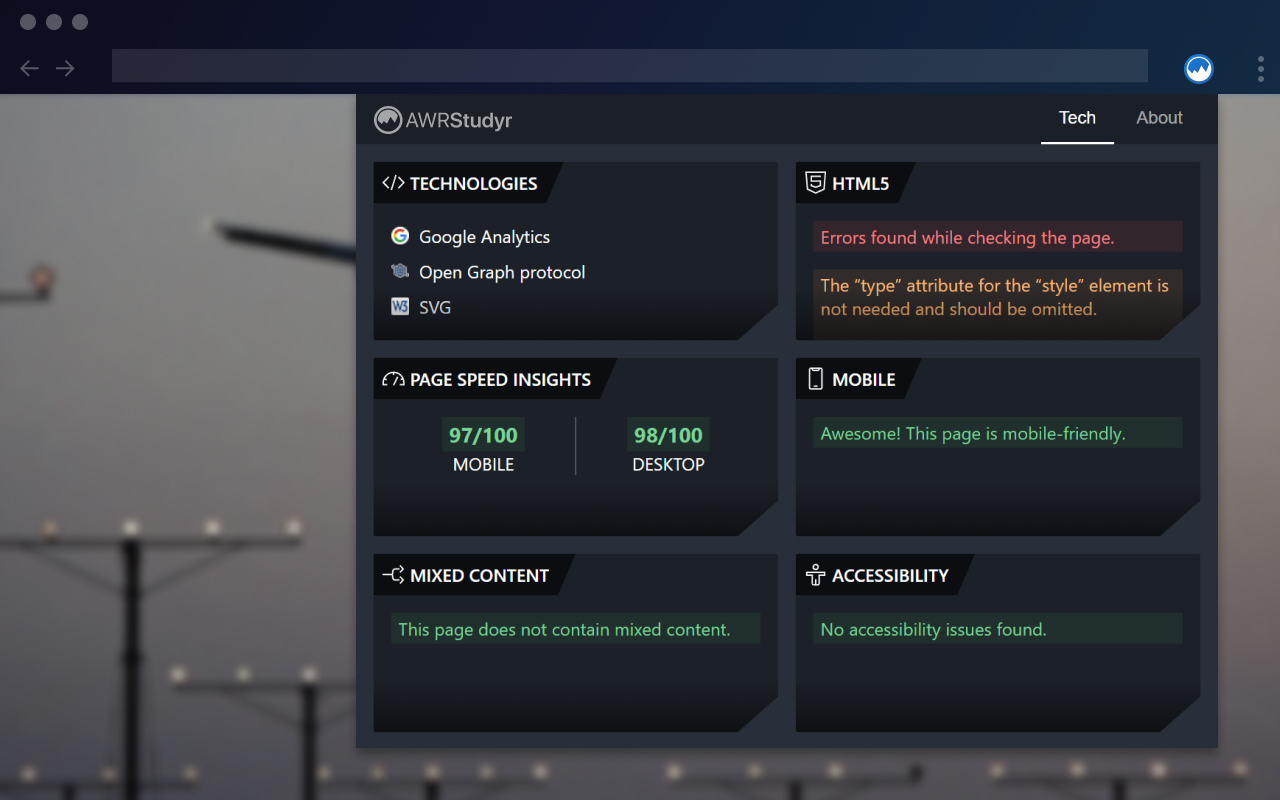 AWRStudyr
Tech
About
TECHNOLOGIES
Google Analytics
Open Graph protocol
SVG
HTML5
Errors found while checking the page.
The “type” attribute for the “style” element is
not needed and should be omitted.
PAGE SPEED INSIGHTS
97/100
MOBILE
98/100
DESKTOP
MOBILE
Awesome! This page is mobile-friendly.
MIXED CONTENT
This page does not contain mixed content.
ACCESSIBILITY
No accessibility issues found.